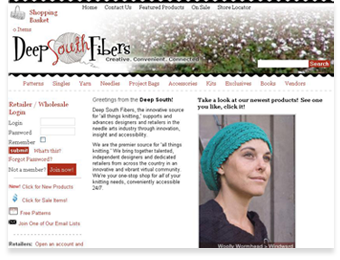 Home Contact Us Featured Products On Sale Store Locator
Shopping
Basket
0 Items
Deep South Fibers
Creative. Convenient. Connected.
Search
Patterns Singles Yarn Needles Project Bags Accessories Kits Exclusives Books Vendors
Retailer / Wholesale
Login
Login
Password
Remember
submit What's this?
Forgot Password?
Not a member? Join now!
New! Click for New Products
Click for Sale Items!
Free Patterns
Join One of Our Email Lists
Retailers: Open an account and
Greetings from the Deep South!
Deep South Fibers, the innovative source
for 'all things knitting,' supports and
advances designers and retailers in the
needle arts industry through innovation,
insight and accessibility.
We are the premier source for "all things
knitting." We bring together talented,
independent designers and dedicated
retailers from across the country in an
innovative and vibrant virtual community.
We're your one-stop shop for all of your
knitting needs, conveniently accessible
24/7.
Take a look at our newest products! See one
you like, click it!
Woolly Wormhead - Windward